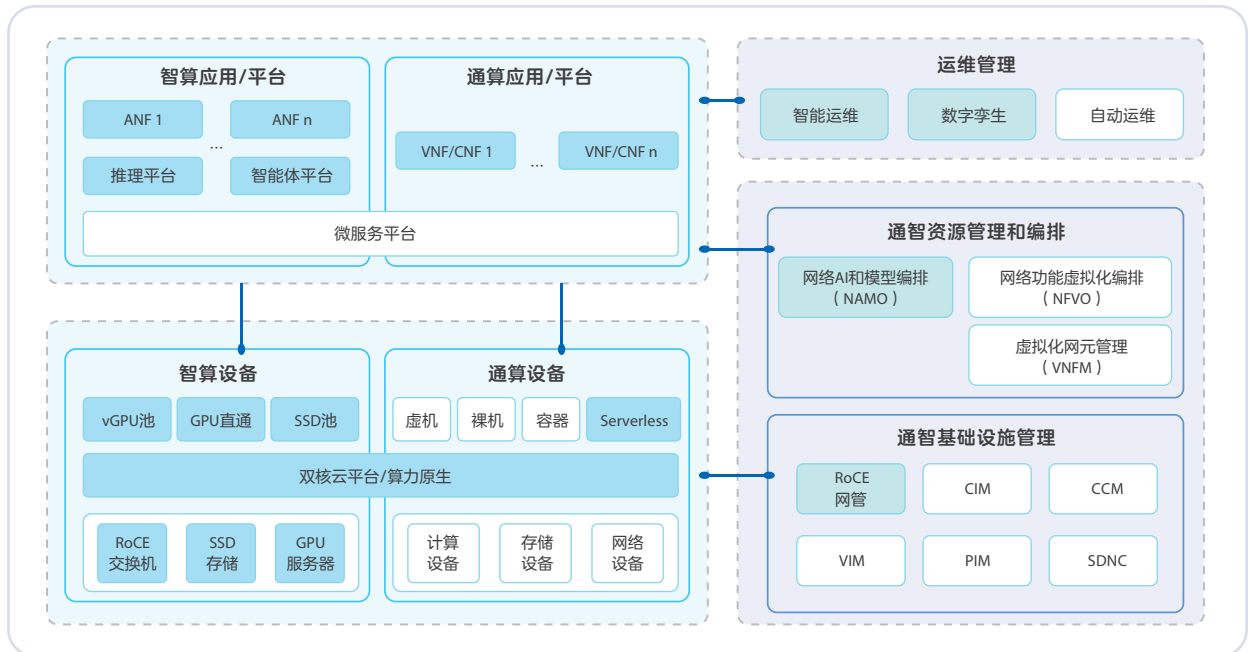 智算应用/平台
ANF 1
ANF n
...
推理平台
智能体平台
通算应用/平台
VNF/CNF 1
...
VNF/CNF n
微服务平台
智算设备
vGPU池
GPU直通
SSD池
通算设备
虚机
裸机
容器
Serverless
双核云平台/算力原生
RoCE
交换机
SSD
存储
GPU
服务器
计算
设备
存储
设备
网络
设备
运维管理
智能运维
数字孪生
自动运维
通智资源管理和编排
网络AI和模型编排
（NAMO）
网络功能虚拟化编排
（NFVO）
虚拟化网元管理
（VNFM）
通智基础设施管理
RoCE
网管
CIM
CCM
VIM
PIM
SDNC